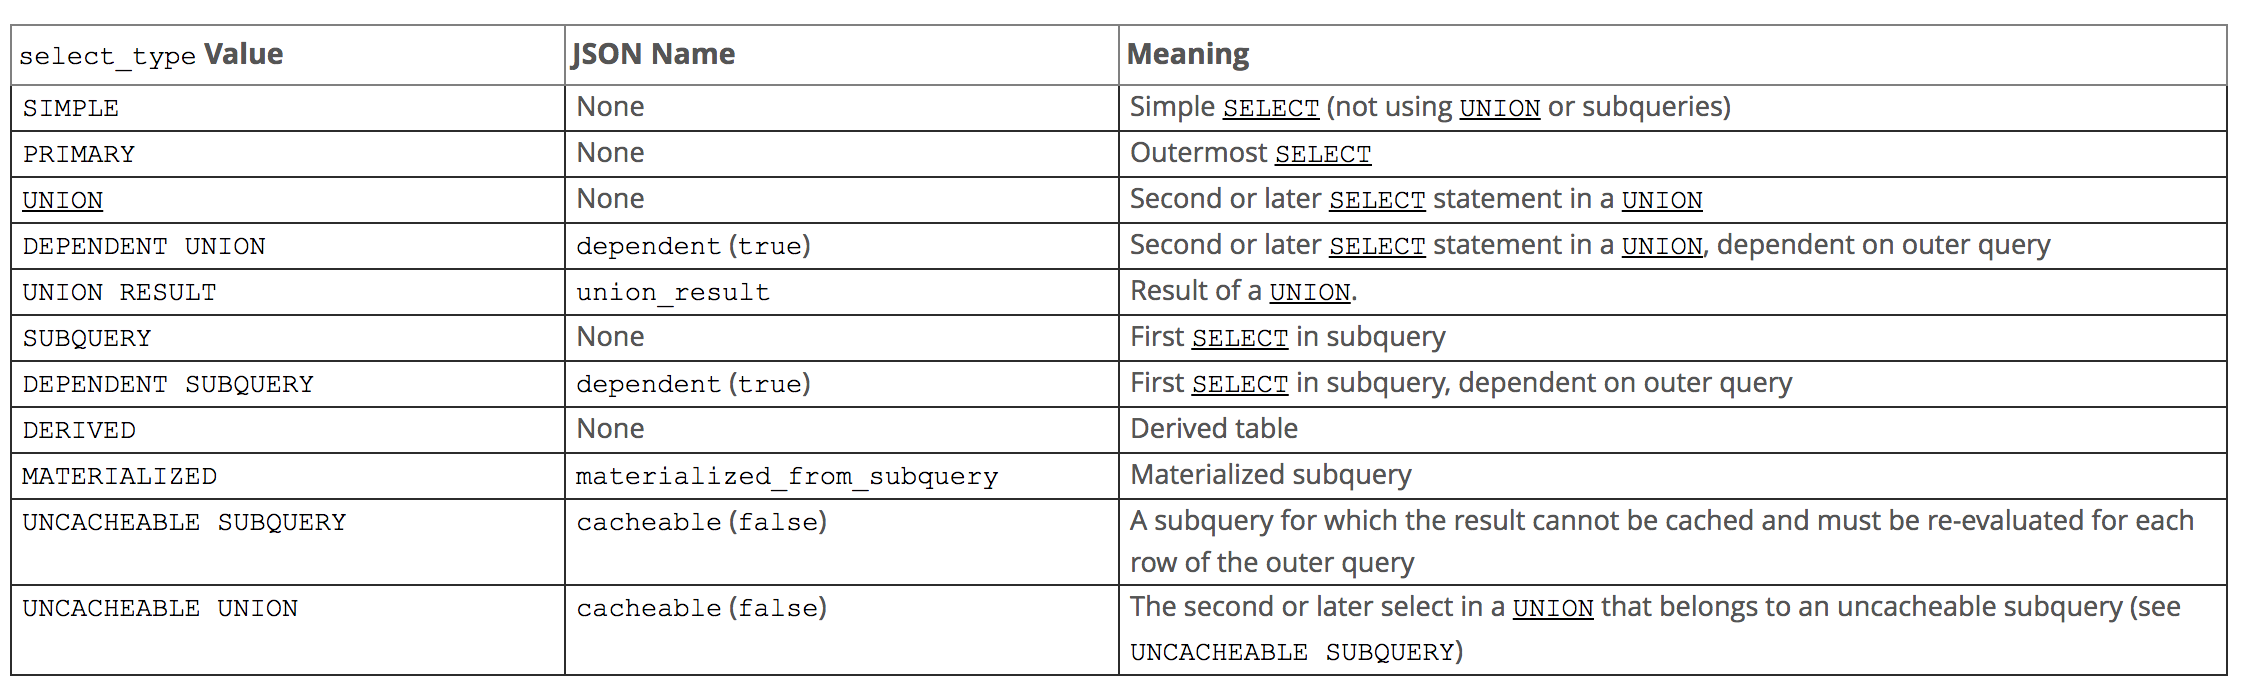 select_type Value JSON Name Meaning
SIMPLE None Simple SELECT (not using UNION or subqueries)
PRIMARY None Outermost SELECT
UNION None Second or later SELECT statement in a UNION
DEPENDENT UNION dependent (true) Second or later SELECT statement in a UNION, dependent on outer query
UNION RESULT union_result Result of a UNION.
SUBQUERY None First SELECT in subquery
DEPENDENT SUBQUERY dependent (true) First SELECT in subquery, dependent on outer query
DERIVED None Derived table
MATERIALIZED materialized_from_subquery Materialized subquery
UNCACHEABLE SUBQUERY cacheable (false) A subquery for which the result cannot be cached and must be re-evaluated for each
row of the outer query
UNCACHEABLE UNION cacheable (false) The second or later select in a UNION that belongs to an uncacheable subquery (see
UNCACHEABLE SUBQUERY)